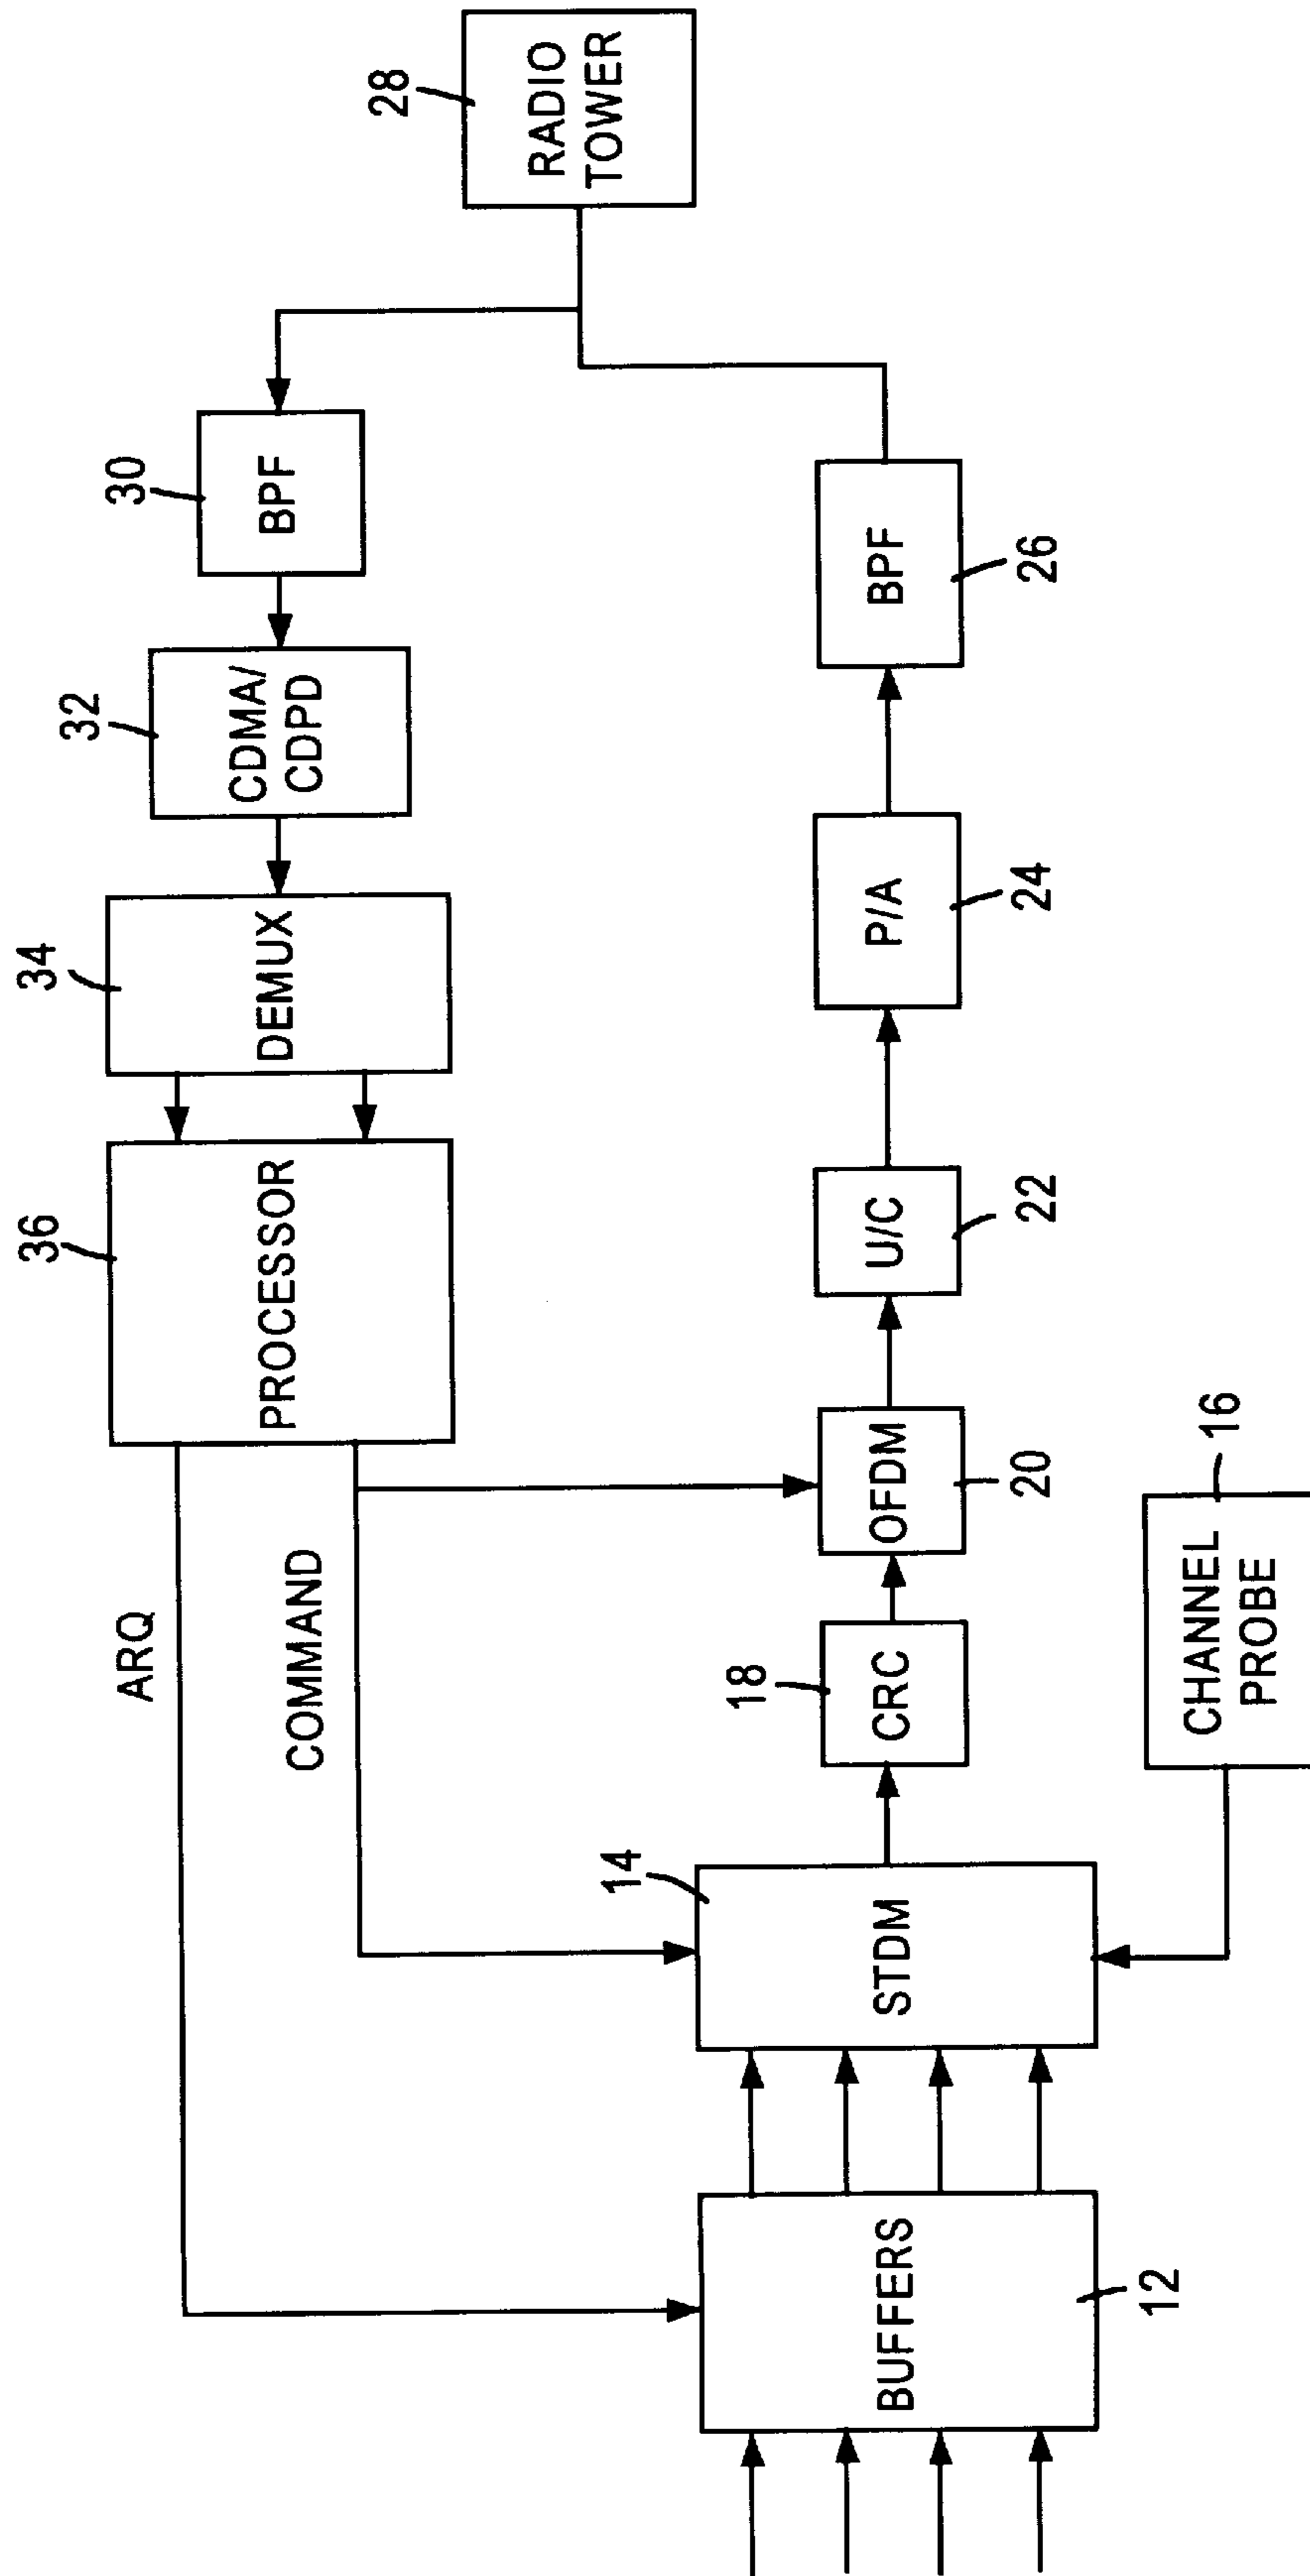 28
RADIO
TOWER
30
BPF
32
CDMA/
CDPD
34
DEMUX
36
PROCESSOR
ARQ
COMMAND
BUFFERS
12
14
STDM
18
CRC
OFDM
20
U/C
22
P/A
24
BPF
26
16
CHANNEL
PROBE